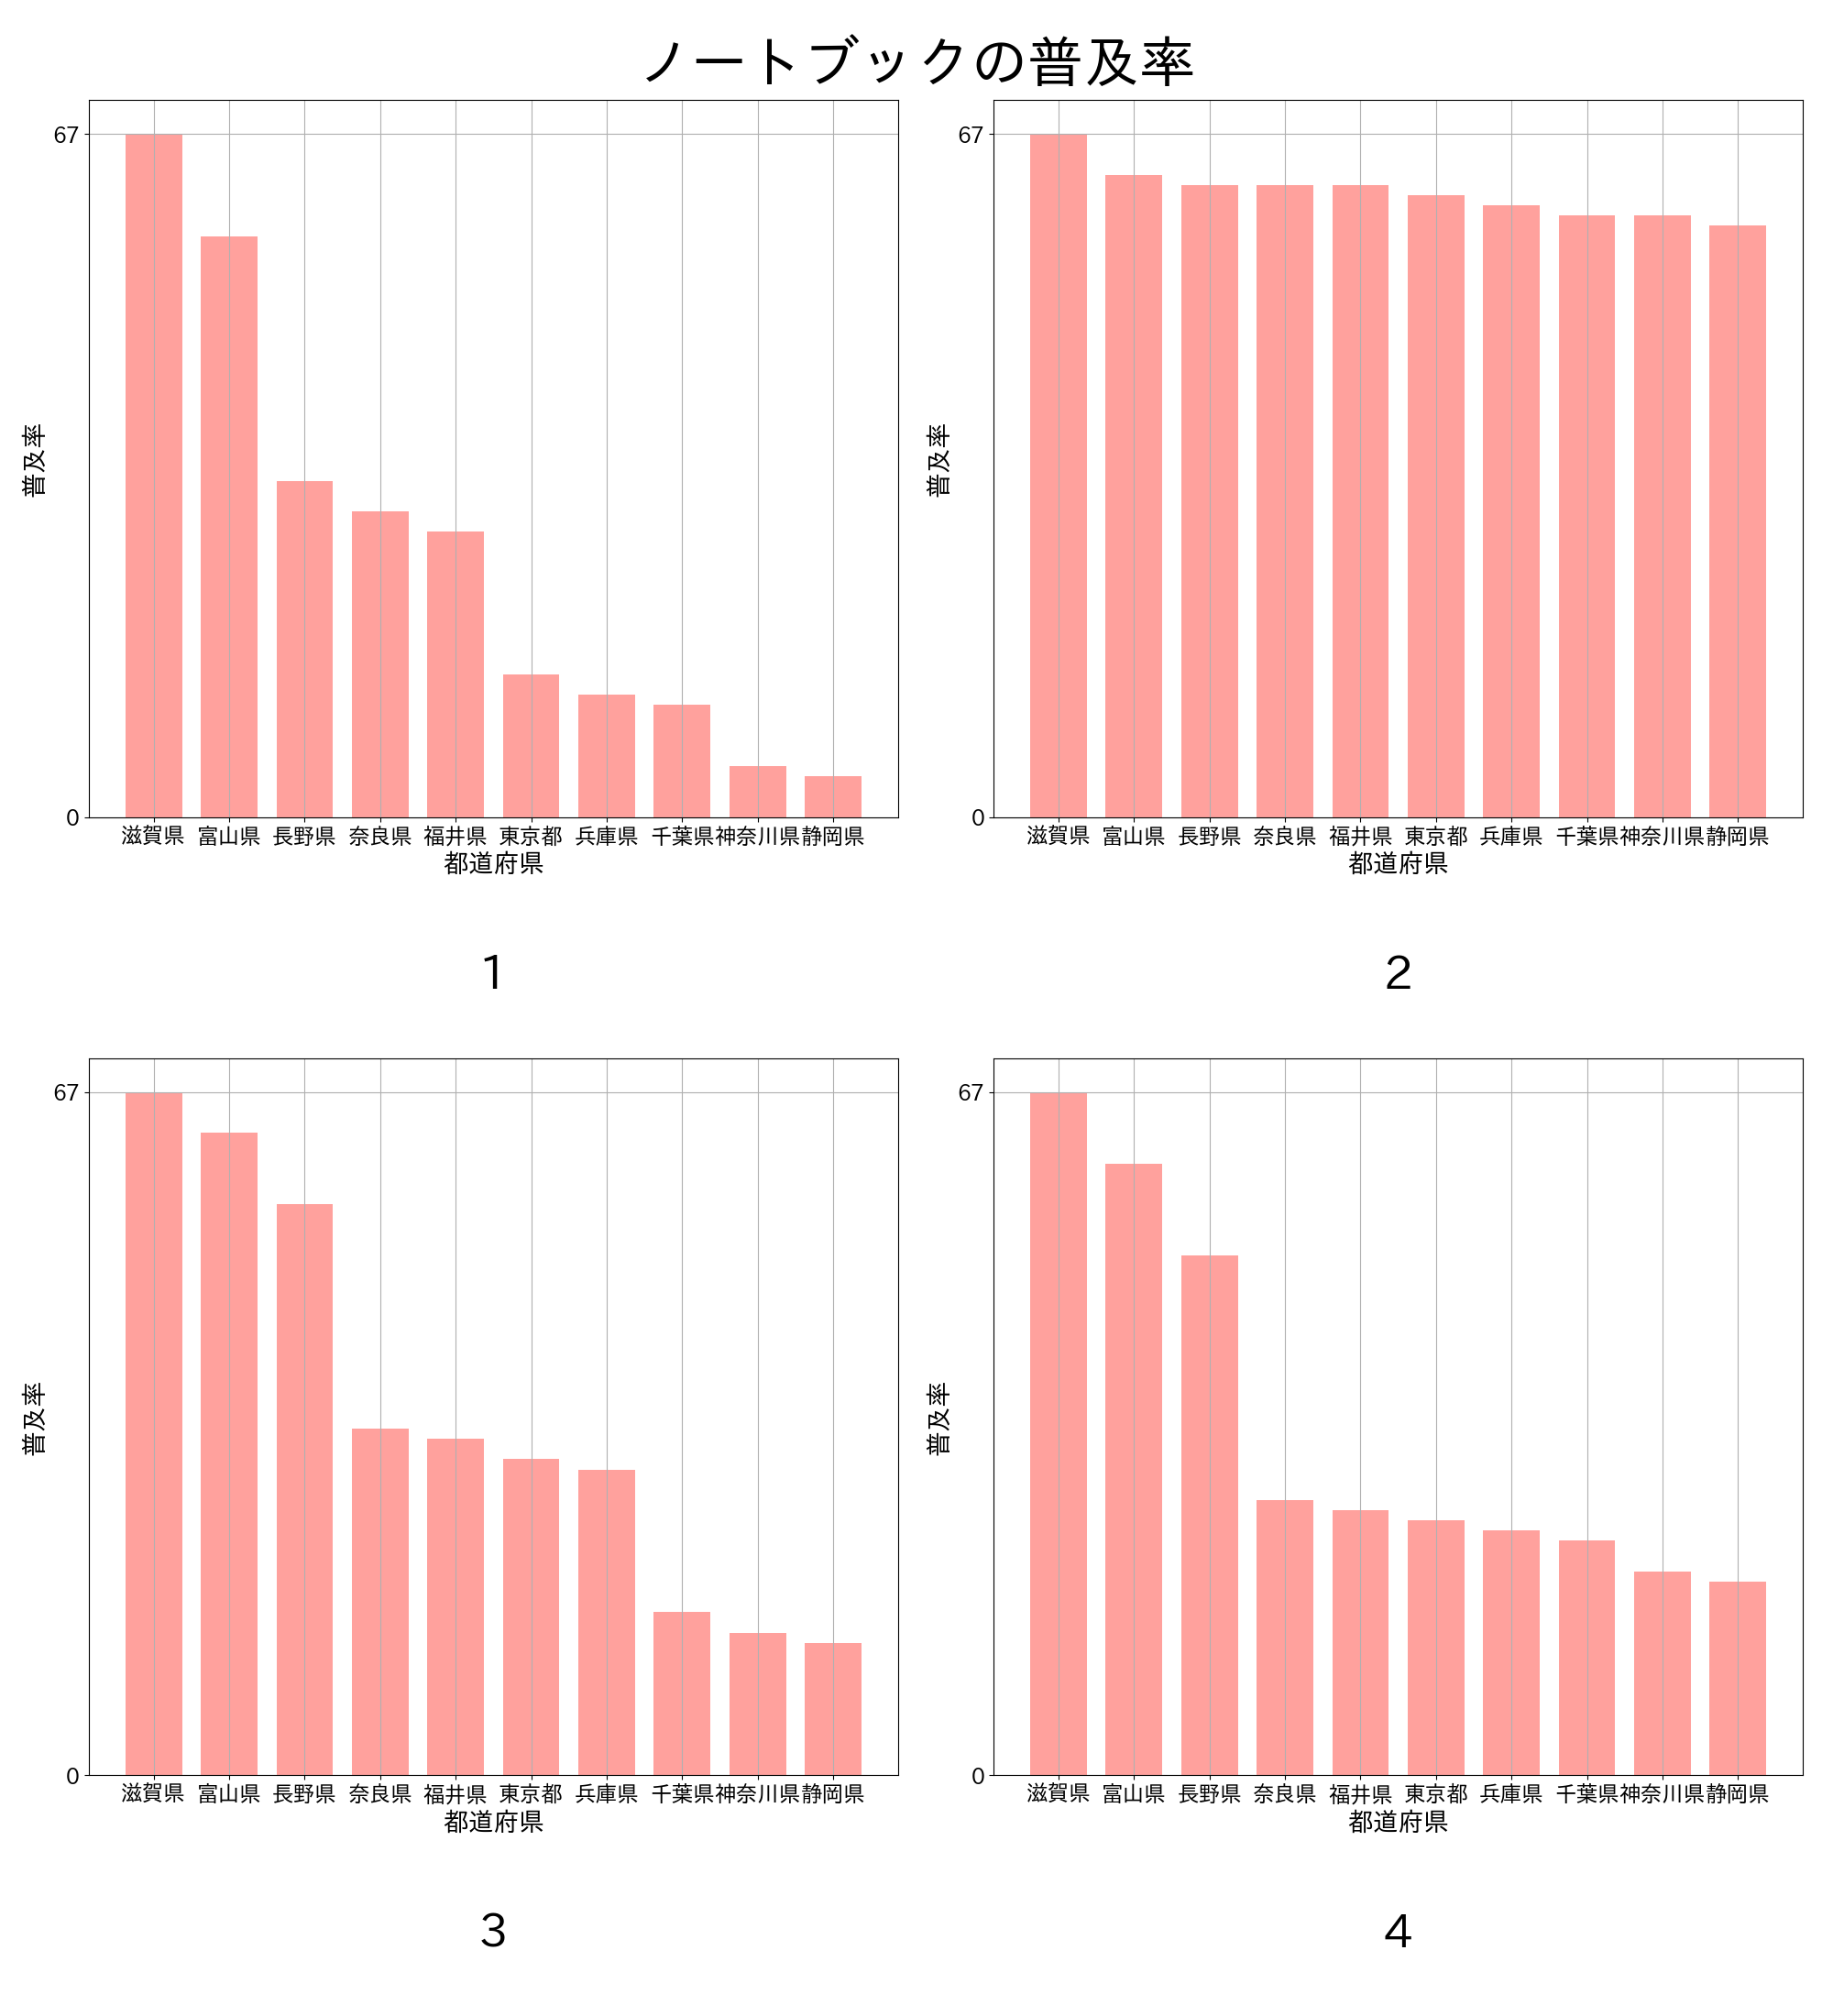 ノートブックの普及率
67
0
普及率
滋賀県 富山県 長野県 奈良県 福井県 東京都 兵庫県 千葉県 神奈川県 静岡県
都道府県
1
67
0
普及率
滋賀県 富山県 長野県 奈良県 福井県 東京都 兵庫県 千葉県 神奈川県 静岡県
都道府県
2
67
0
普及率
滋賀県 富山県 長野県 奈良県 福井県 東京都 兵庫県 千葉県 神奈川県 静岡県
都道府県
3
67
0
普及率
滋賀県 富山県 長野県 奈良県 福井県 東京都 兵庫県 千葉県 神奈川県 静岡県
都道府県
4